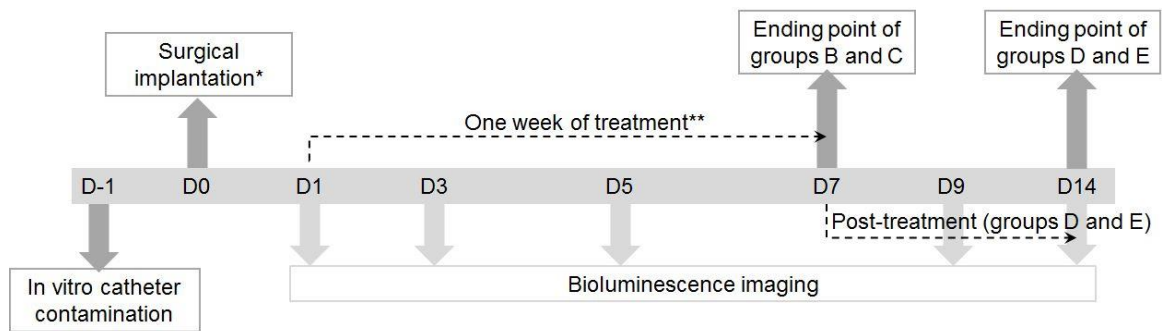 Surgical
implantation*
Ending point of
groups B and C
Ending point of
groups D and E
One week of treatment**
D-1 D0 D1 D3 D5 D7 D9 D14
Post-treatment (groups D and E)
In vitro catheter
contamination
Bioluminescence imaging